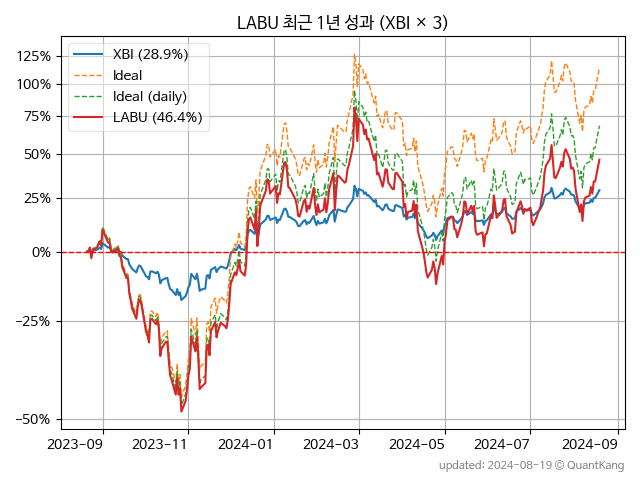 LABU 최근 1년 성과 (XBI × 3)
XBI (28.9%)
Ideal
Ideal (daily)
LABU (46.4%)
125%
100%
75%
50%
25%
0%
−25%
−50%
2023-09
2023-11
2024-01
2024-03
2024-05
2024-07
2024-09
updated: 2024-08-19 © QuantKang